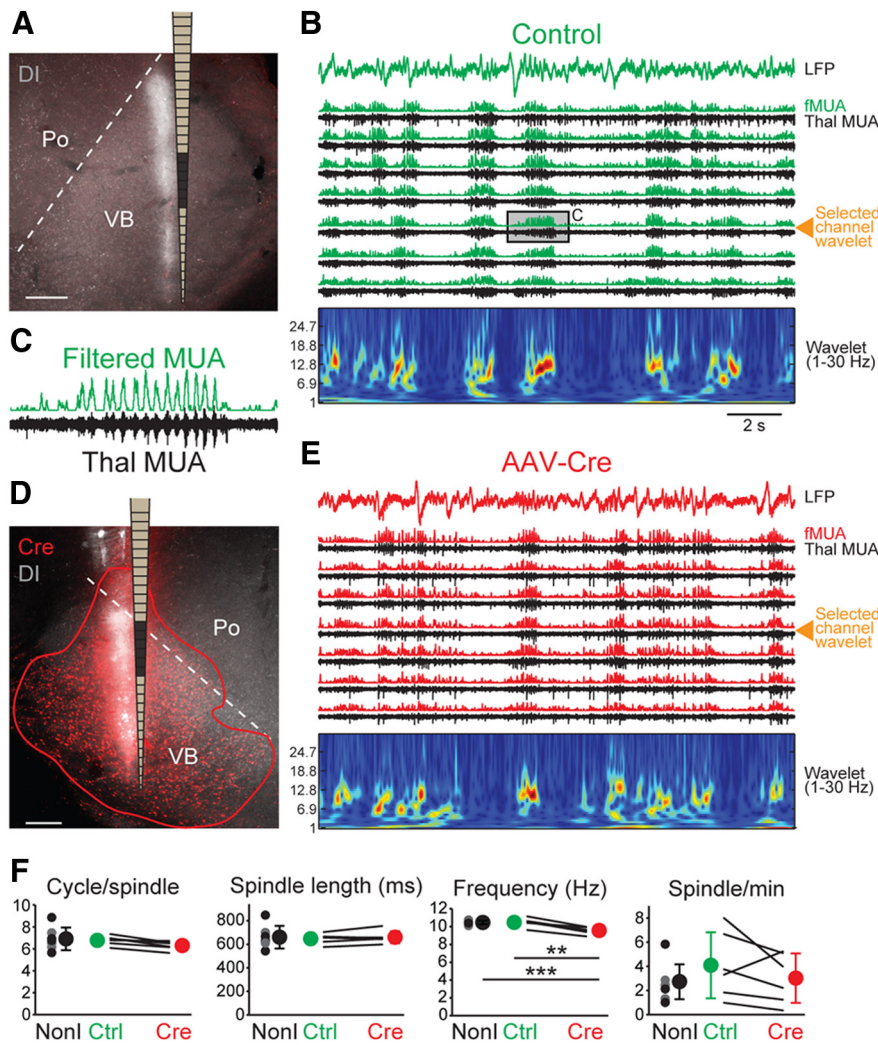 A
DI
Po
VB
B
Control
LFP
fMUA
Thal MUA
C
Selected
channel
wavelet
24.7
18.8
12.8
6.9
1
Wavelet
(1-30 Hz)
2 s
C
Filtered MUA
Thal MUA
D
Cre
DI
Po
VB
E
AAV-Cre
LFP
fMUA
Thal MUA
Selected
channel
wavelet
24.7
18.8
12.8
6.9
1
Wavelet
(1-30 Hz)
F
Cycle/spindle
10
8
6
4
2
0
NonI Ctrl Cre
Spindle length (ms)
800
600
400
200
0
NonI Ctrl Cre
Frequency (Hz)
12
10
8
6
4
2
0
**
***
NonI Ctrl Cre
Spindle/min
8
6
4
2
0
NonI Ctrl Cre